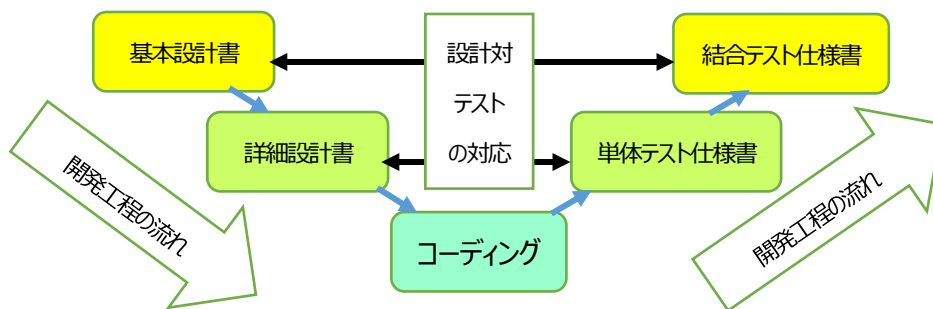 基本設計書
設計対
テスト
の対応
結合テスト仕様書
詳細設計書
単体テスト仕様書
コーディング
開発工程の流れ
開発工程の流れ